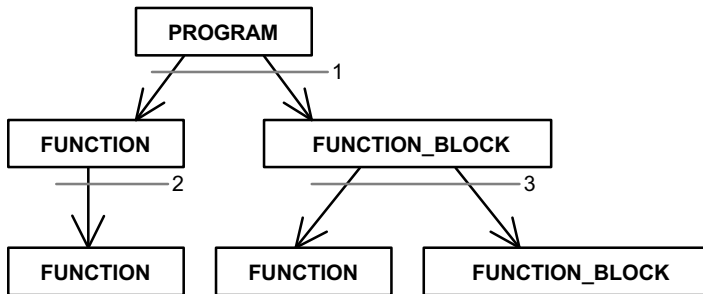 PROGRAM
1
FUNCTION
FUNCTION_BLOCK
2
3
FUNCTION
FUNCTION
FUNCTION_BLOCK